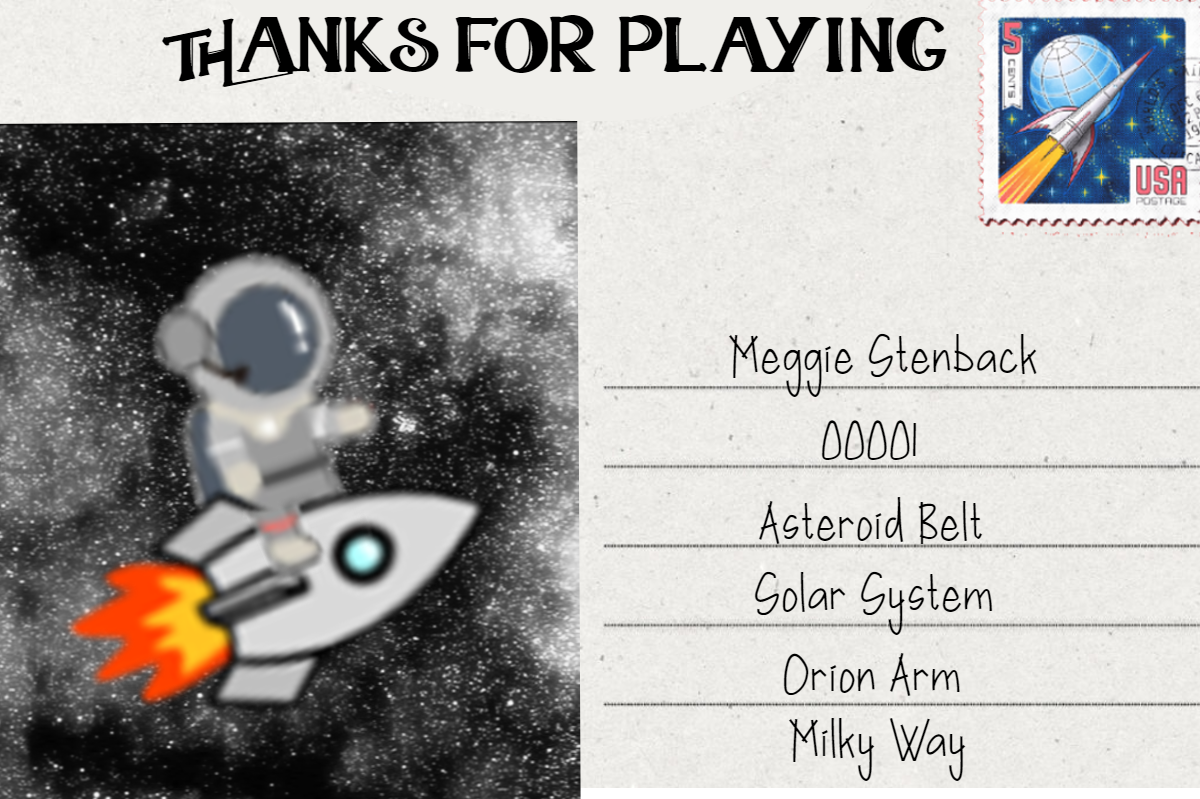 THANKS FOR PLAYING
5
CENTS
USA
POSTAGE
Meggie Stenback
00001
Asteroid Belt
Solar System
Orion Arm
Milky Way